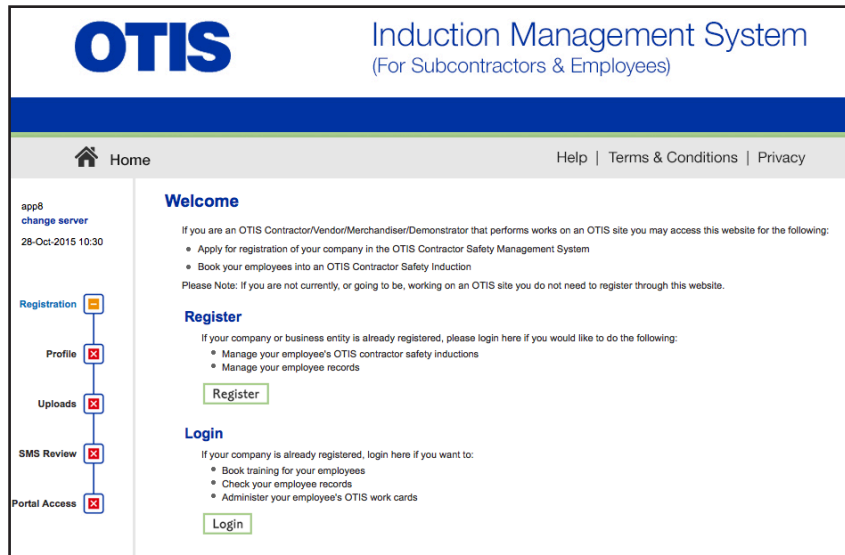 OTIS
Induction Management System
(For Subcontractors & Employees)
Home
Help | Terms & Conditions | Privacy
app8
change server
28-Oct-2015 10:30
Registration
Profile
Uploads
SMS Review
Portal Access
Welcome
If you are an OTIS Contractor/Vendor/Merchandiser/Demonstrator that performs works on an OTIS site you may access this website for the following:
• Apply for registration of your company in the OTIS Contractor Safety Management System
• Book your employees into an OTIS Contractor Safety Induction
Please Note: If you are not currently, or going to be, working on an OTIS site you do not need to register through this website.
Register
If your company or business entity is already registered, please login here if you would like to do the following:
• Manage your employee's OTIS contractor safety inductions
• Manage your employee records
Register
Login
If your company is already registered, login here if you want to:
• Book training for your employees
• Check your employee records
• Administer your employee's OTIS work cards
Login